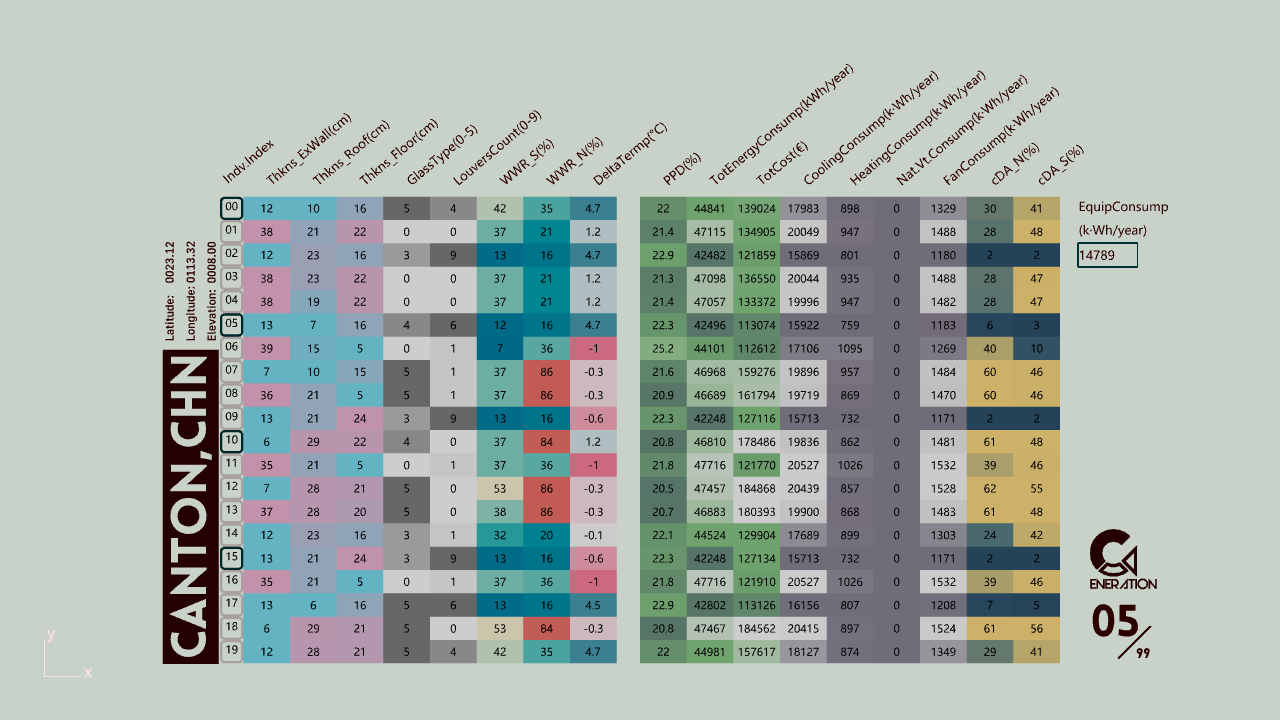 Indv.Index Thkns_ExWall(cm) Thkns_Roof(cm) Thkns_Floor(cm) GlassType(0-5) LouversCount(0-9) WWR_S(%) WWR_N(%) DeltaTermp(°C) PPD(%) TotEnergyConsump(kWh/year) TotCost(€) CoolingConsump(k·Wh/year) HeatingConsump(k·Wh/year) Nat.Vt.Consump(k·Wh/year) FanConsump(k·Wh/year) cDA_N(%) cDA_S(%)
00 12 10 16 5 4 42 35 4.7 22 44841 139024 17983 898 0 1329 30 41
01 38 21 22 0 0 37 21 1.2 21.4 47115 134905 20049 947 0 1488 28 48
02 12 23 16 3 9 13 16 4.7 22.9 42482 121859 15869 801 0 1180 2 2
03 38 23 22 0 0 37 21 1.2 21.3 47098 136550 20044 935 0 1488 28 47
04 38 19 22 0 0 37 21 1.2 21.4 47057 133372 19996 947 0 1482 28 47
05 13 7 16 4 6 12 16 4.7 22.3 42496 113074 15922 759 0 1183 6 3
06 39 15 5 0 1 7 36 -1 25.2 44101 112612 17106 1095 0 1269 40 10
07 7 10 15 5 1 37 86 -0.3 21.6 46968 159276 19896 957 0 1484 60 46
08 36 21 5 5 1 37 86 -0.3 20.9 46689 161794 19719 869 0 1470 60 46
09 13 21 24 3 9 13 16 -0.6 22.3 42248 127116 15713 732 0 1171 2 2
10 6 29 22 4 0 37 84 1.2 20.8 46810 178486 19836 862 0 1481 61 48
11 35 21 5 0 1 37 36 -1 21.8 47716 121770 20527 1026 0 1532 39 46
12 7 28 21 5 0 53 86 -0.3 20.5 47457 184868 20439 857 0 1528 62 55
13 37 28 20 5 0 38 86 -0.3 20.7 46883 180393 19900 868 0 1483 61 48
14 12 23 16 3 1 32 20 -0.1 22.1 44524 129904 17689 899 0 1303 24 42
15 13 21 24 3 9 13 16 -0.6 22.3 42248 127134 15713 732 0 1171 2 2
16 35 21 5 0 1 37 36 -1 21.8 47716 121910 20527 1026 0 1532 39 46
17 13 6 16 5 6 13 16 4.5 22.9 42802 113126 16156 807 0 1208 7 5
18 6 29 21 5 0 53 84 -0.3 20.8 47467 184562 20415 897 0 1524 61 56
19 12 28 21 5 4 42 35 4.7 22 44981 157617 18127 874 0 1349 29 41
EquipConsump
(k·Wh/year)
14789
Latitude: 0023.12
Longitude: 0113.32
Elevation: 0008.00
CANTON,CHN
ENERATION
05/99
y
x